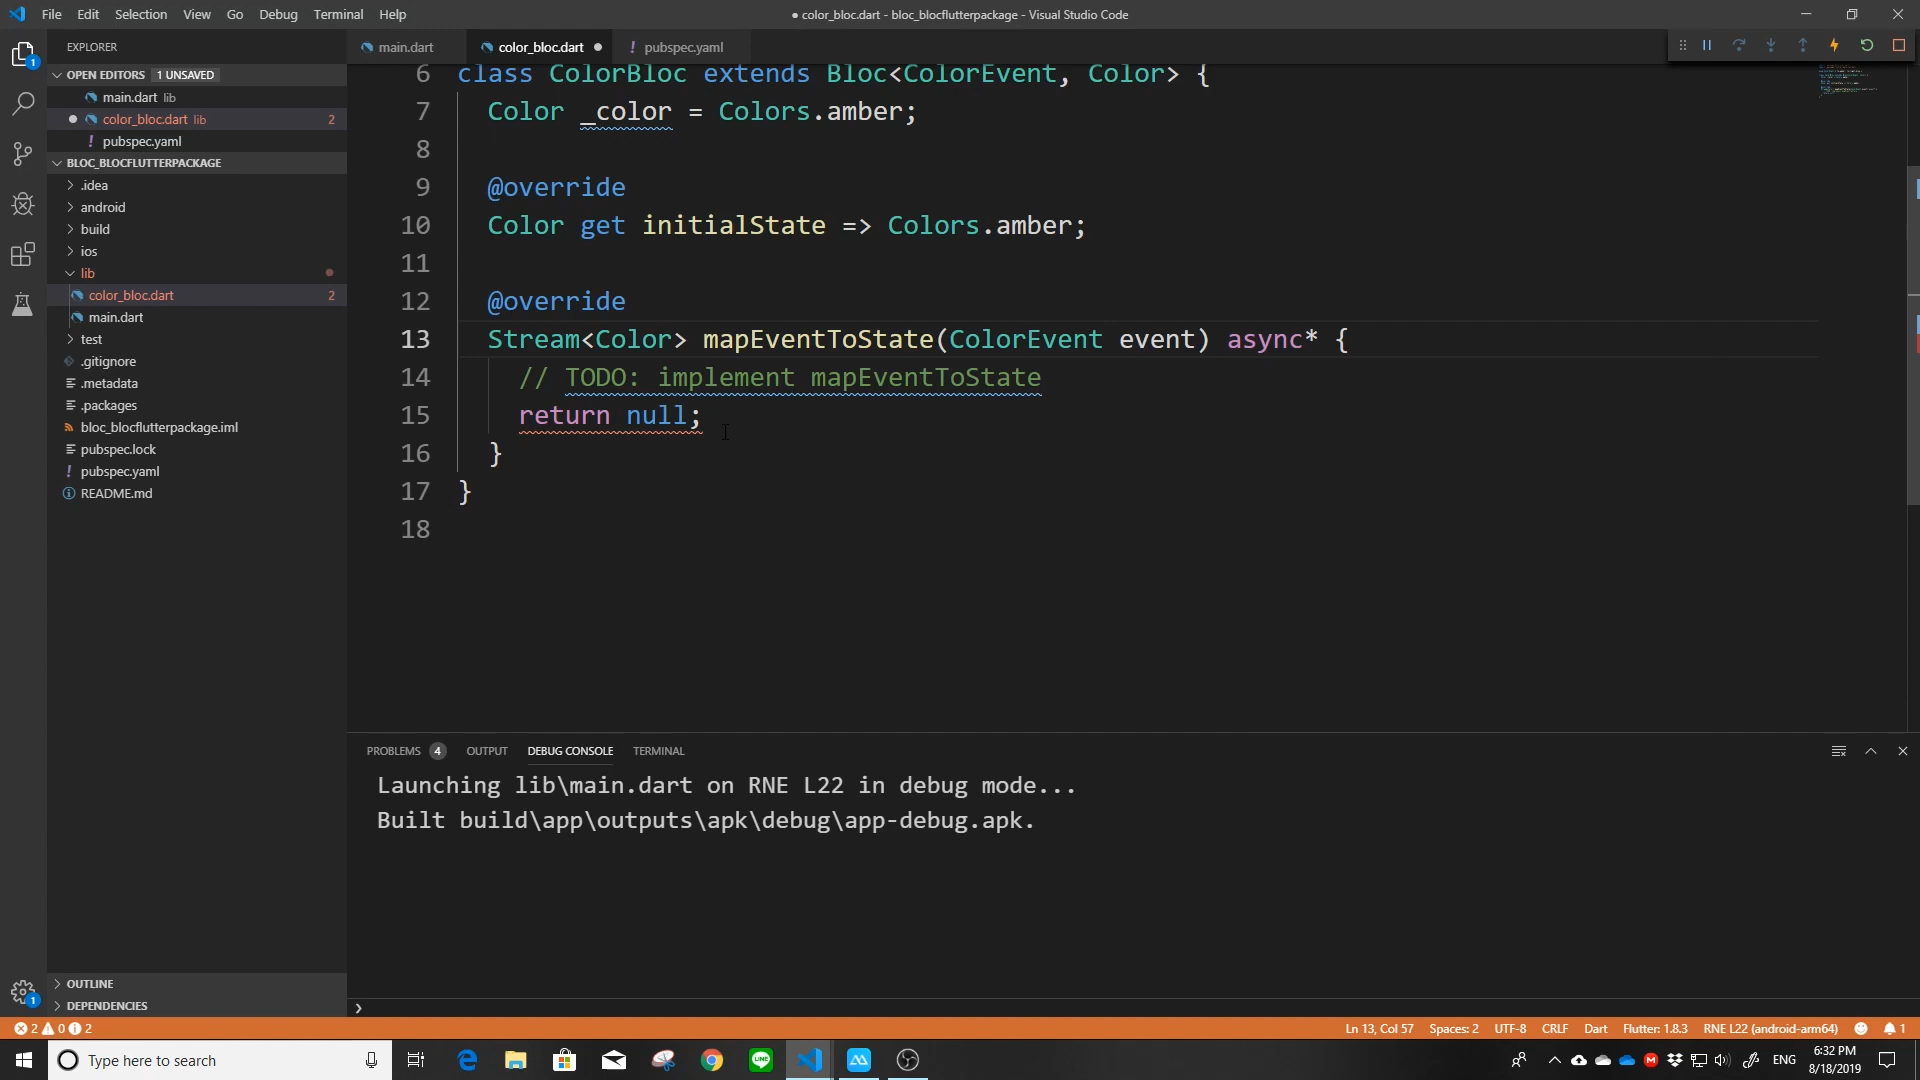 File Edit Selection View Go Debug Terminal Help
● color_bloc.dart - bloc_blocflutterpackage - Visual Studio Code
EXPLORER
main.dart
color_bloc.dart
! pubspec.yaml
OPEN EDITORS 1 UNSAVED
main.dart lib
color_bloc.dart lib 2
! pubspec.yaml
BLOC_BLOCFLUTTERPACKAGE
.idea
android
build
ios
lib
color_bloc.dart 2
main.dart
test
.gitignore
.metadata
.packages
bloc_blocflutterpackage.iml
pubspec.lock
! pubspec.yaml
README.md
OUTLINE
DEPENDENCIES
6 class ColorBloc extends Bloc<ColorEvent, Color> {
7 Color _color = Colors.amber;
8
9 @override
10 Color get initialState => Colors.amber;
11
12 @override
13 Stream<Color> mapEventToState(ColorEvent event) async* {
14 // TODO: implement mapEventToState
15 return null;
16 }
17 }
18
PROBLEMS 4 OUTPUT DEBUG CONSOLE TERMINAL
Launching lib\main.dart on RNE L22 in debug mode...
Built build\app\outputs\apk\debug\app-debug.apk.
1
1
2 0 2
Ln 13, Col 57 Spaces: 2 UTF-8 CRLF Dart Flutter: 1.8.3 RNE L22 (android-arm64) 1
Type here to search
LINE
ENG
6:32 PM
8/18/2019